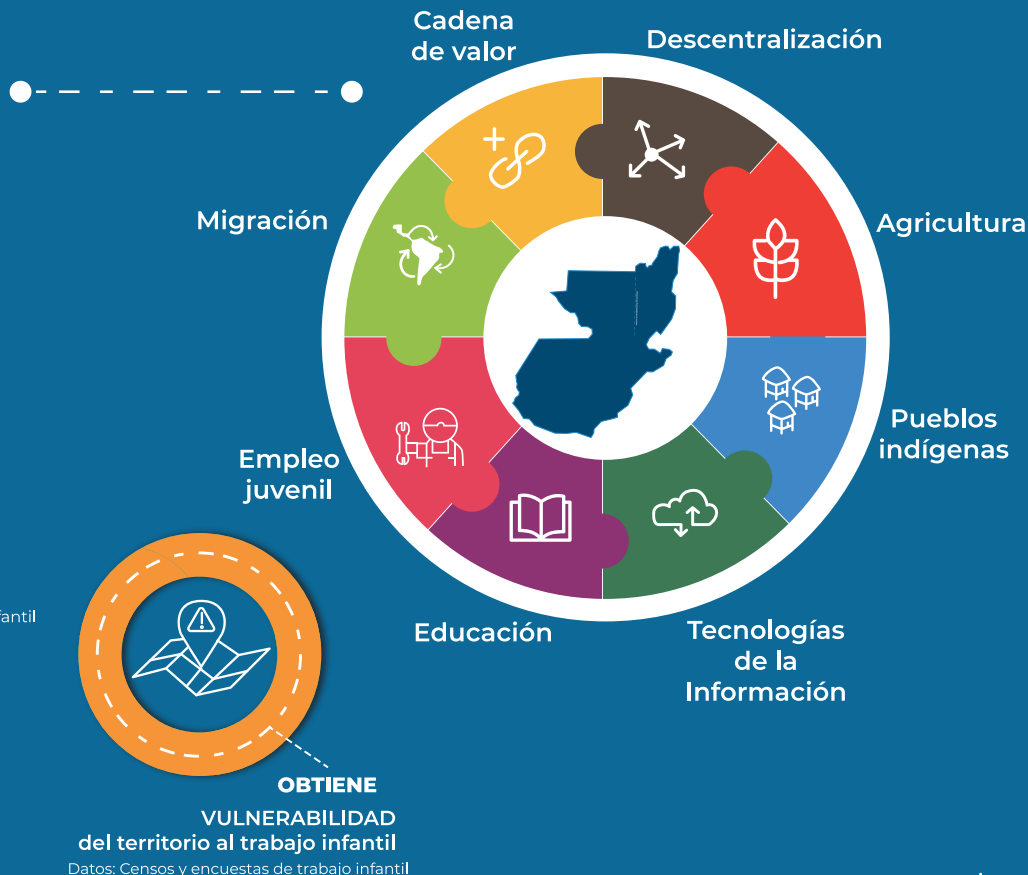 Cadena
de valor
Descentralización
Migración
Agricultura
Pueblos
indígenas
Empleo
juvenil
Educación
Tecnologías
de la
Información
OBTIENE
VULNERABILIDAD
del territorio al trabajo infantil
Datos: Censos y encuestas de trabajo infantil